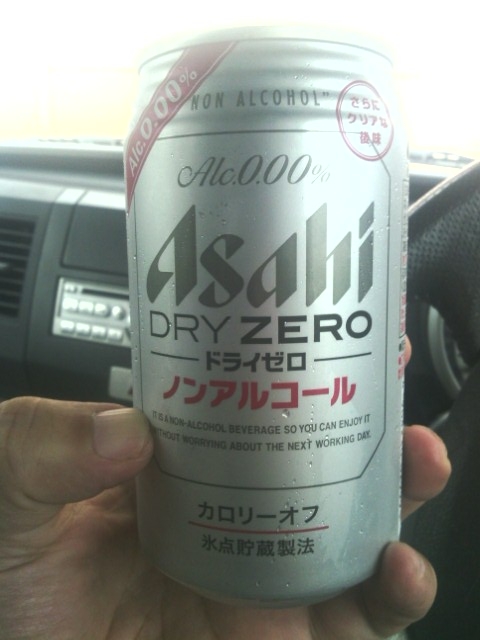 Alc.0.00%
"NON ALCOHOL"
さらに
クリアな
後味
Alc.0.00%
Asahi
DRY ZERO
ドライゼロ
ノンアルコール
IT IS A NON-ALCOHOL BEVERAGE SO YOU CAN ENJOY IT
WITHOUT WORRYING ABOUT THE NEXT WORKING DAY.
カロリーオフ
氷点貯蔵製法